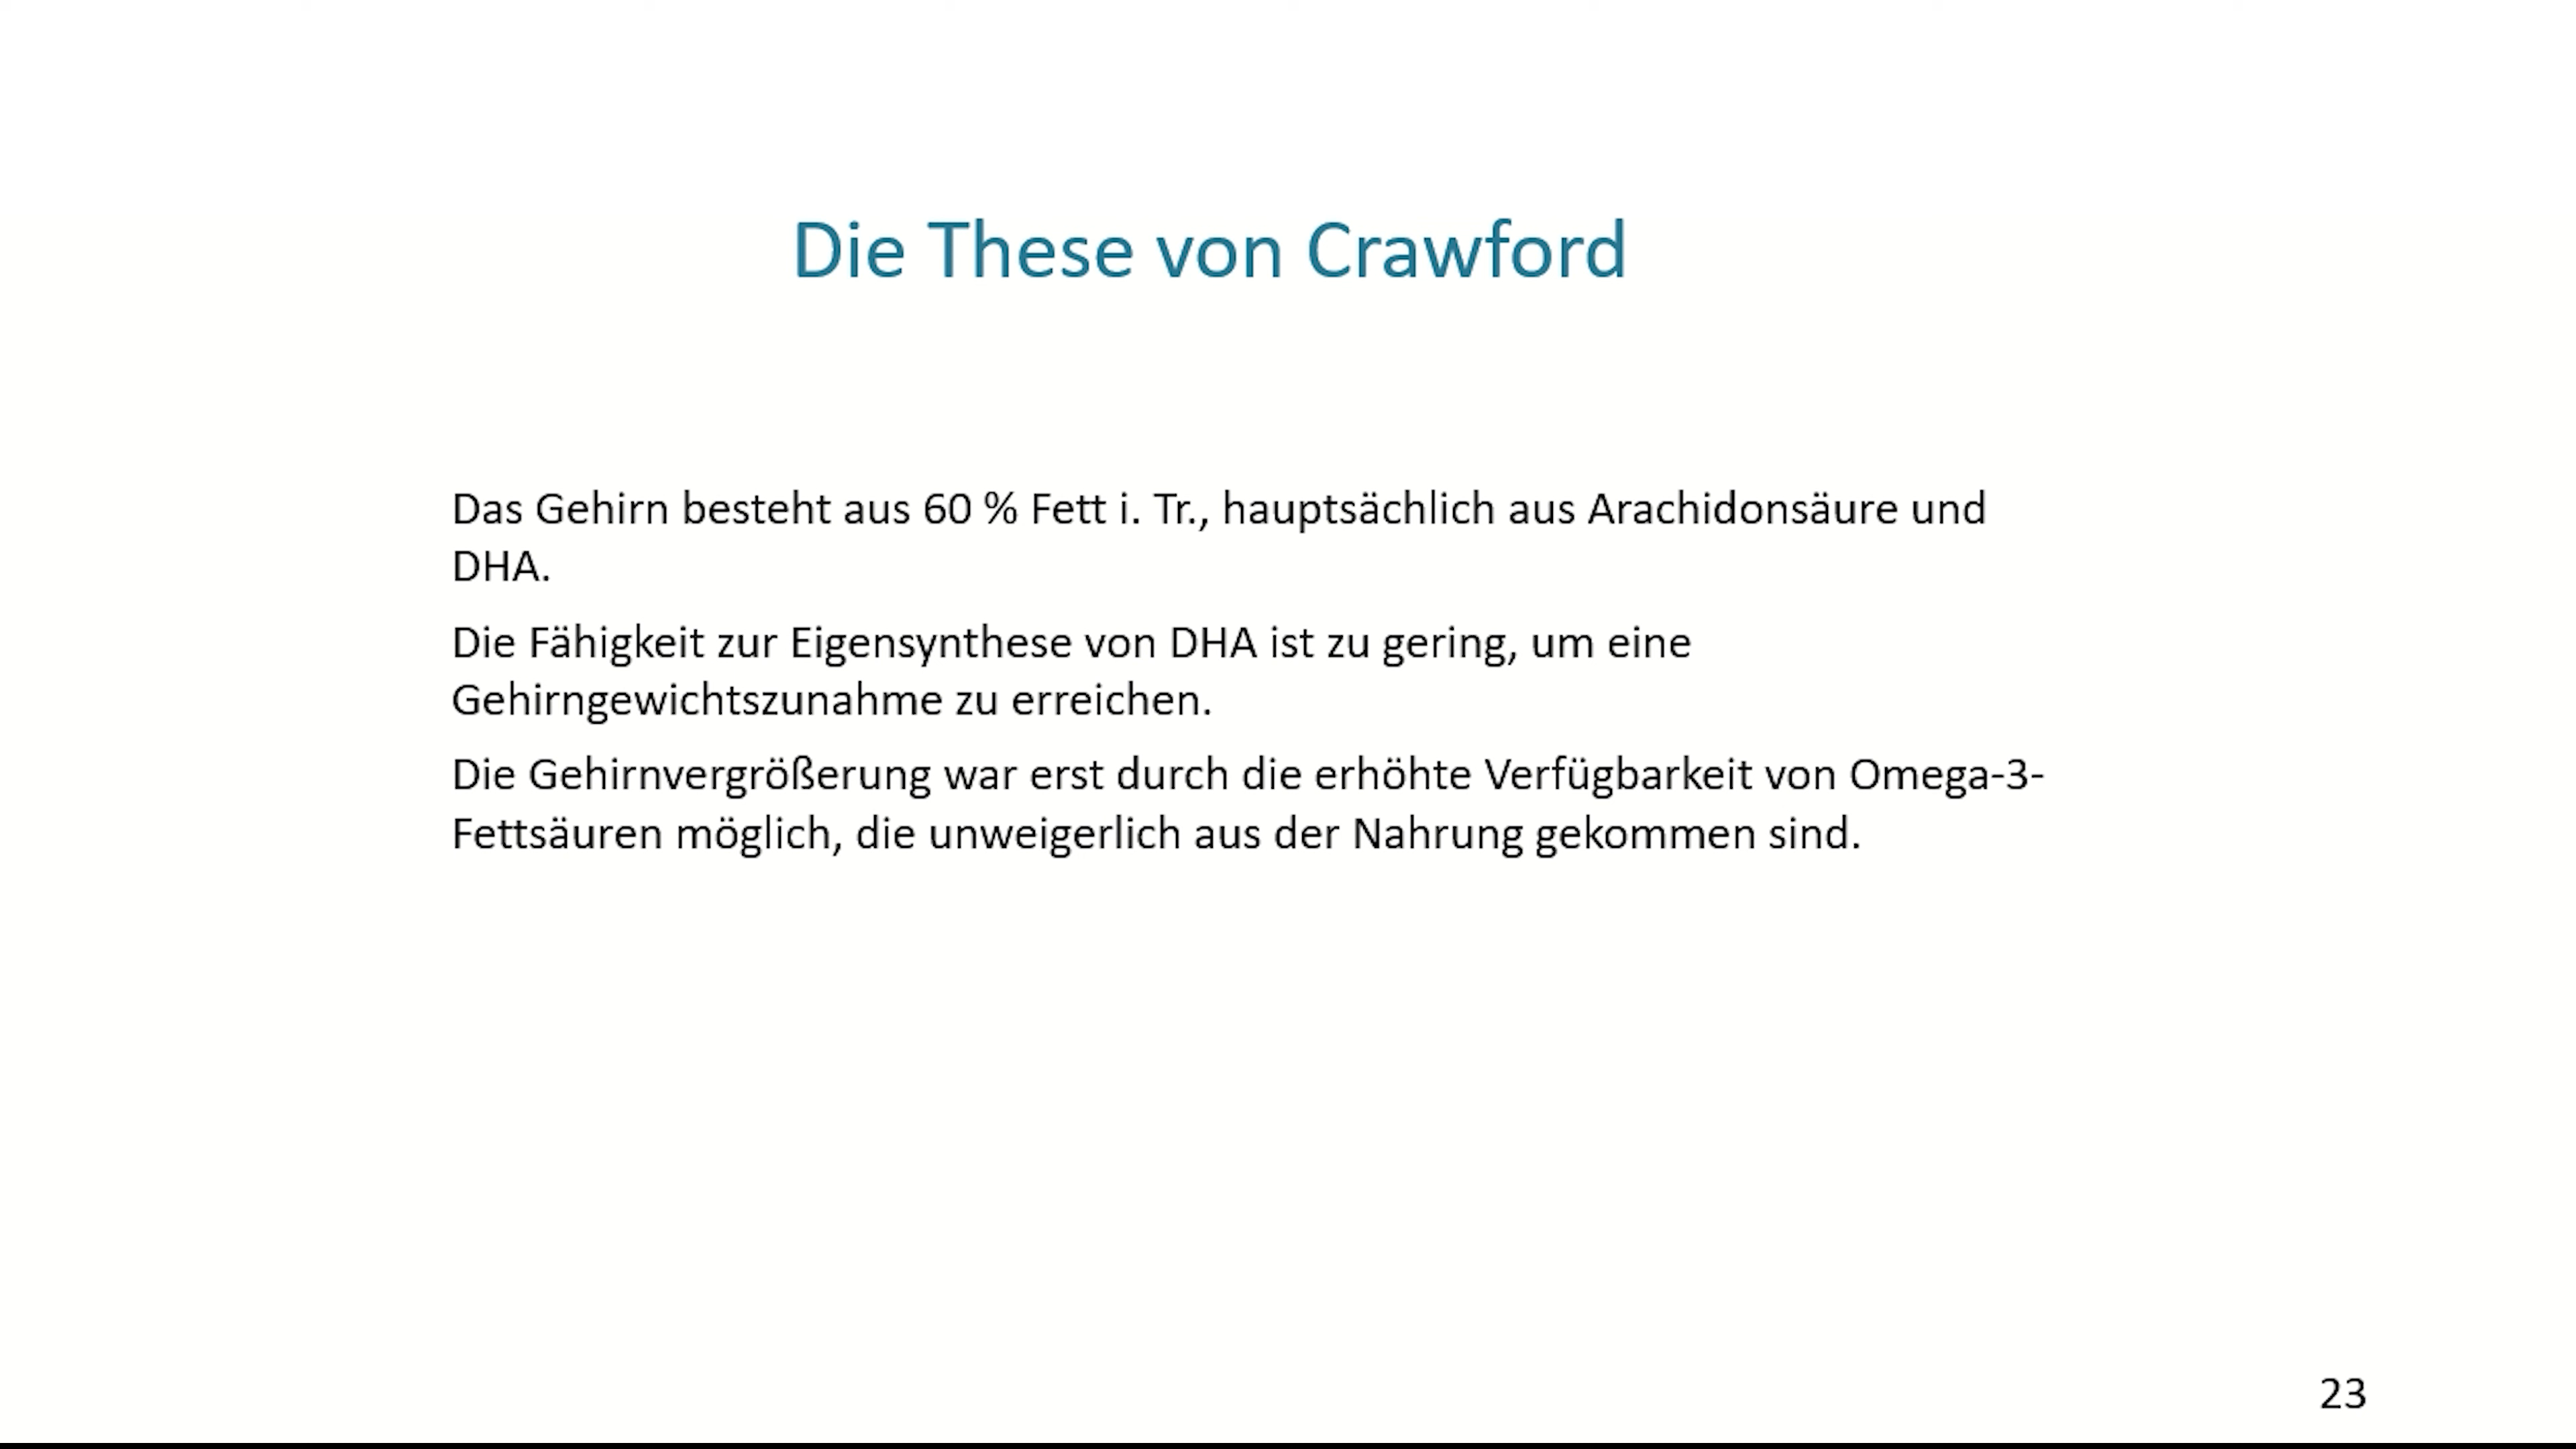 Die These von Crawford
Das Gehirn besteht aus 60 % Fett i. Tr., hauptsächlich aus Arachidonsäure und
DHA.
Die Fähigkeit zur Eigensynthese von DHA ist zu gering, um eine
Gehirngewichtszunahme zu erreichen.
Die Gehirnvergrößerung war erst durch die erhöhte Verfügbarkeit von Omega-3-
Fettsäuren möglich, die unweigerlich aus der Nahrung gekommen sind.
23